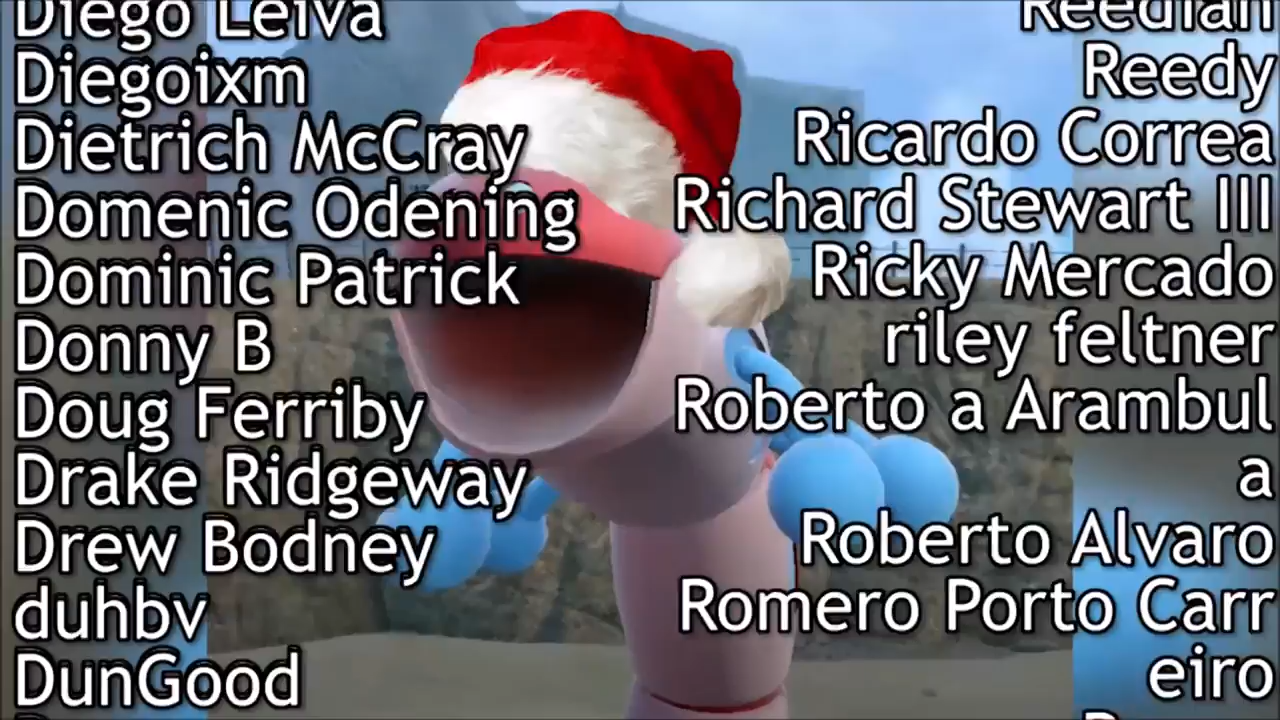 Diego Leiva
Diegoixm
Dietrich McCray
Domenic Odening
Dominic Patrick
Donny B
Doug Ferriby
Drake Ridgeway
Drew Bodney
duhbv
DunGood
Reedian
Reedy
Ricardo Correa
Richard Stewart III
Ricky Mercado
riley feltner
Roberto a Arambul
a
Roberto Alvaro
Romero Porto Carr
eiro